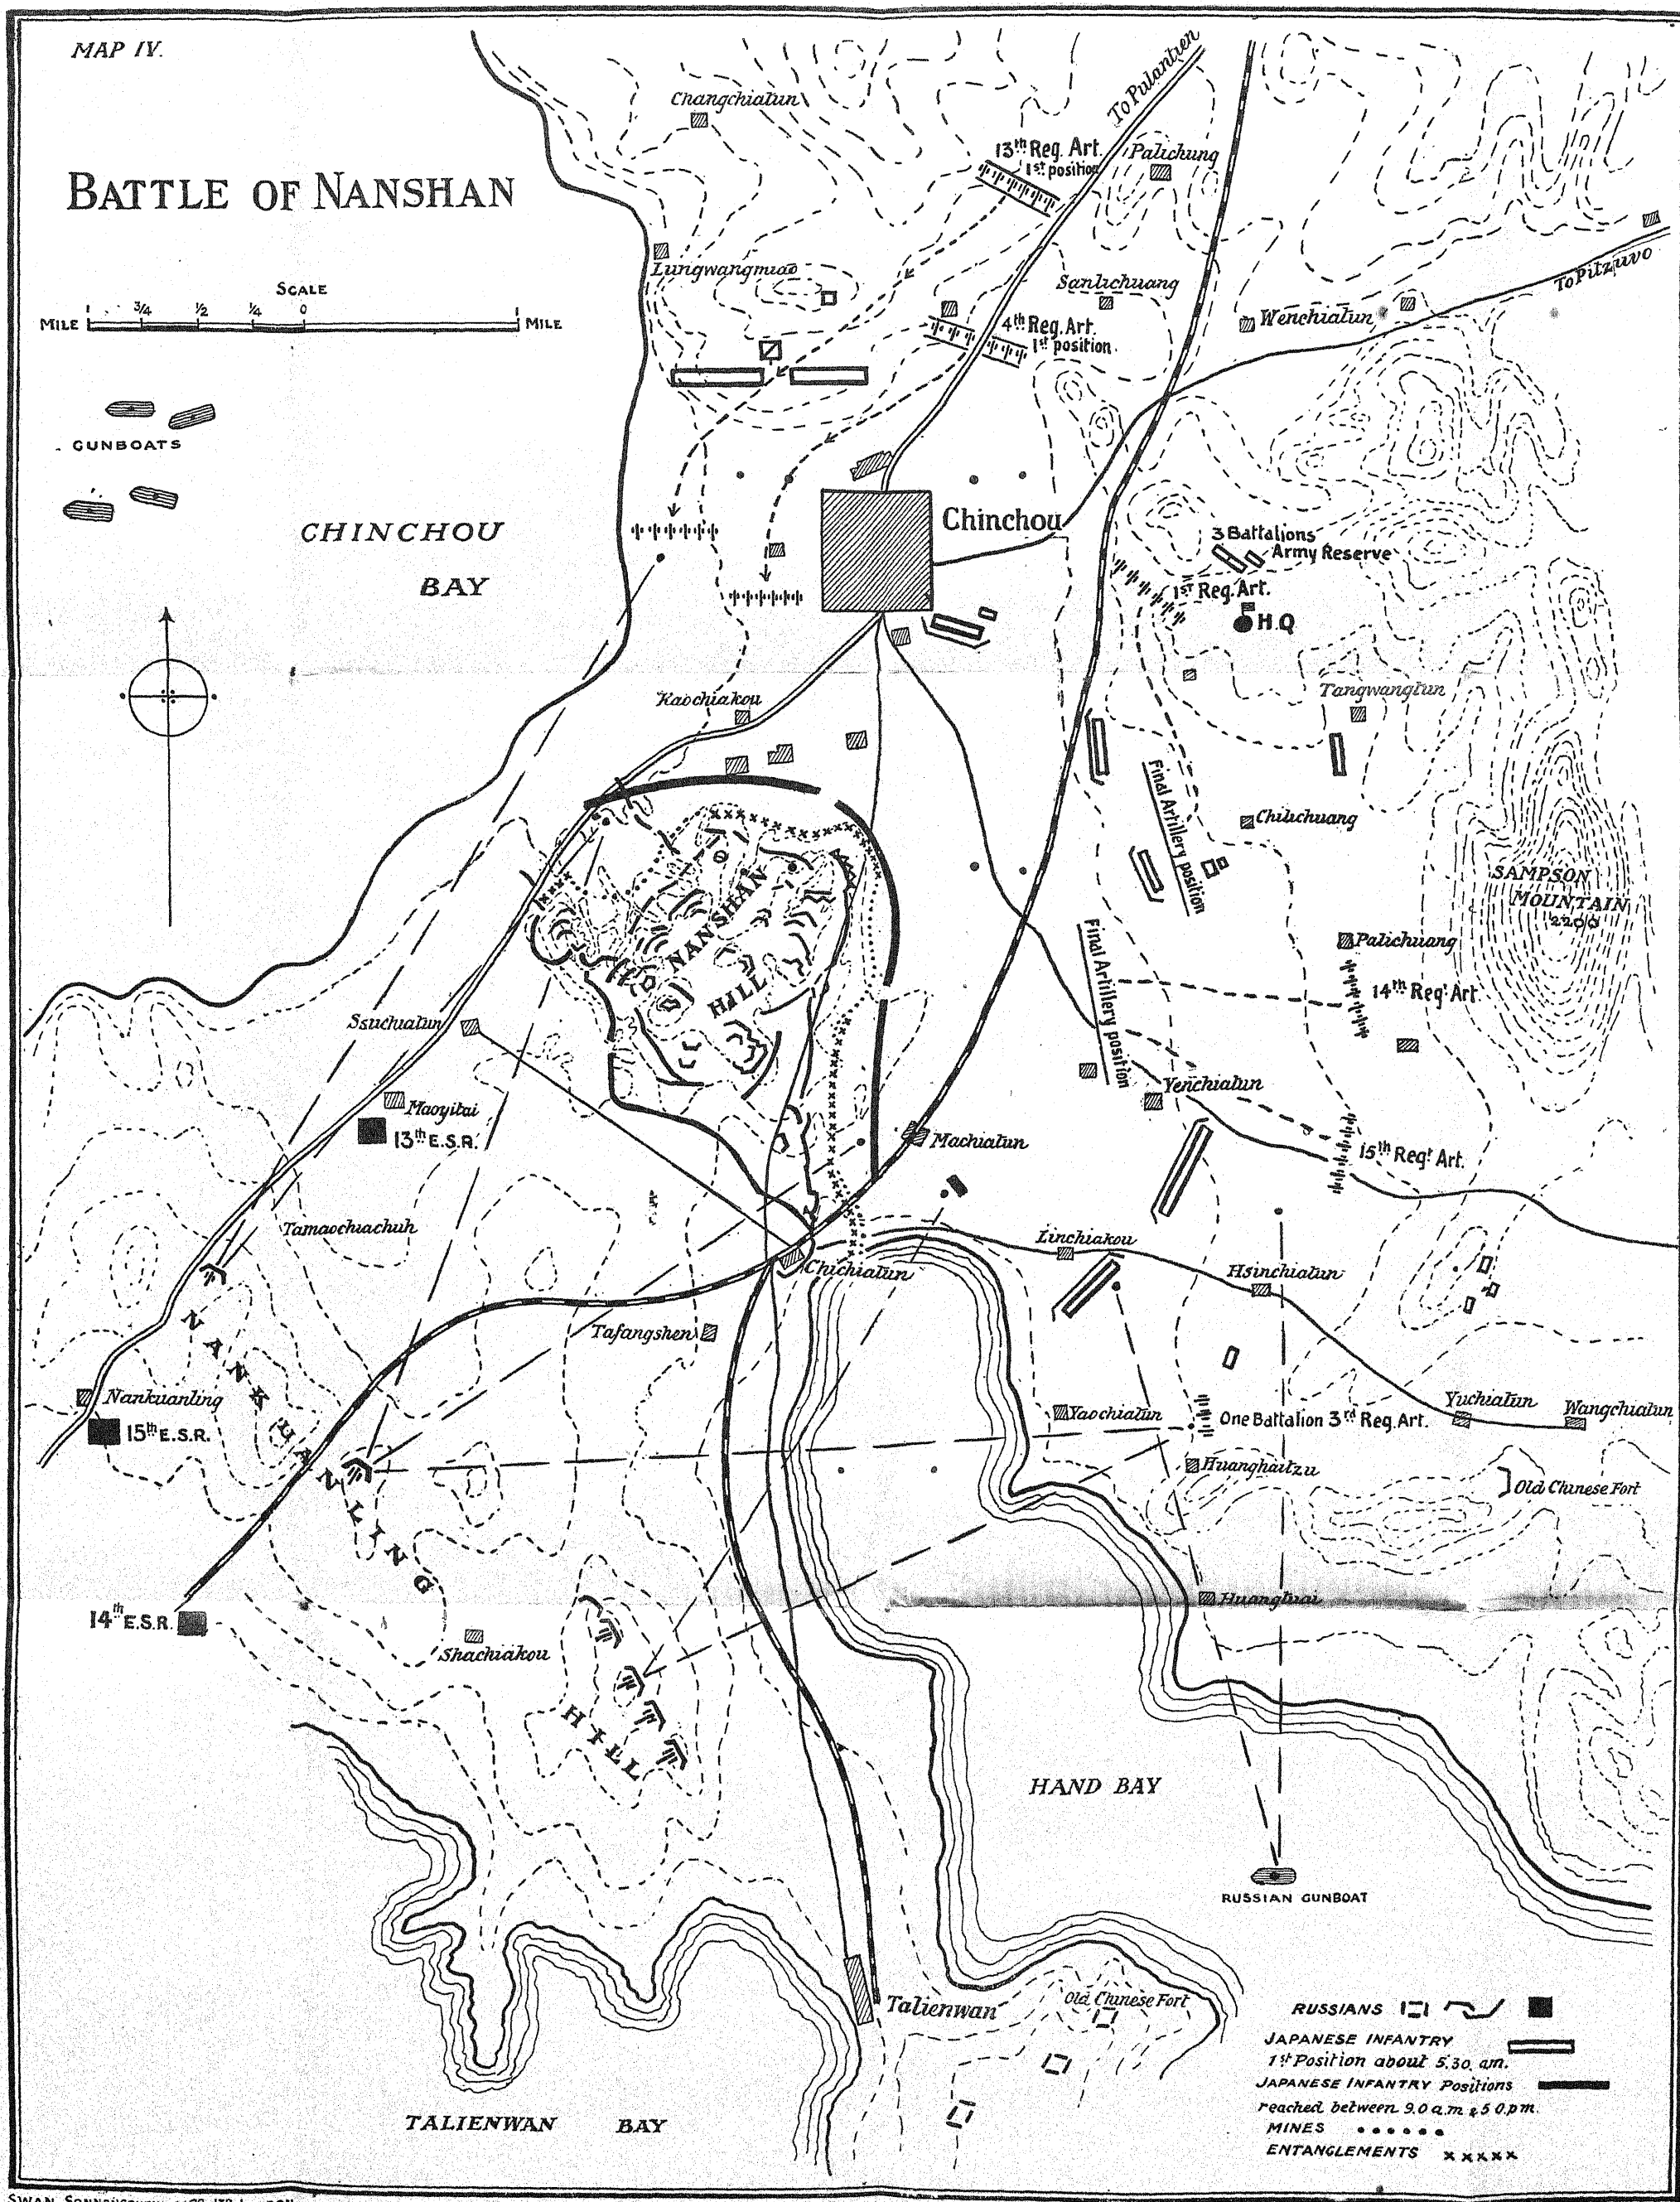 MAP IV.
BATTLE OF NANSHAN
SCALE
MILE 3/4 1/2 1/4 0 MILE
GUNBOATS
CHINCHOU
BAY
Changchiatun
To Pulantien
13th Reg. Art.
1st position
Palichung
Lungwangmiao
Sanlichuang
4th Reg. Art.
1st position.
Wenchiatun
To Pitzuvo
Chinchou
3 Battalions
Army Reserve
1st Reg. Art.
H.Q
Kaochiakou
Tangwangtun
Final Artillery position
Chilichuang
SAMPSON
MOUNTAIN
2200
NANSHAN
HILL
Palichuang
Final Artillery position
14th Regt Art.
Ssuchiatun
Yenchiatun
Maoyitai
13th E.S.R.
Machiatun
15th Regt Art.
Tamaochiachuh
Linchiakou
Chichiatun
Hsinchiatun
Tafangshen
NANKUANLING
Nankuanling
15th E.S.R.
Yaochiatun
One Battalion 3rd Reg. Art.
Yuchiatun
Wangchiatun
Huanghaitzu
Old Chinese Fort
14th E.S.R.
Huangtuai
Shachiakou
HILL
HAND BAY
RUSSIAN GUNBOAT
Talienwan
Old Chinese Fort
TALIENWAN BAY
RUSSIANS
JAPANESE INFANTRY
1st Position about 5.30. am.
JAPANESE INFANTRY Positions
reached between 9.0 a.m & 5 0.pm.
MINES
ENTANGLEMENTS
SWAN